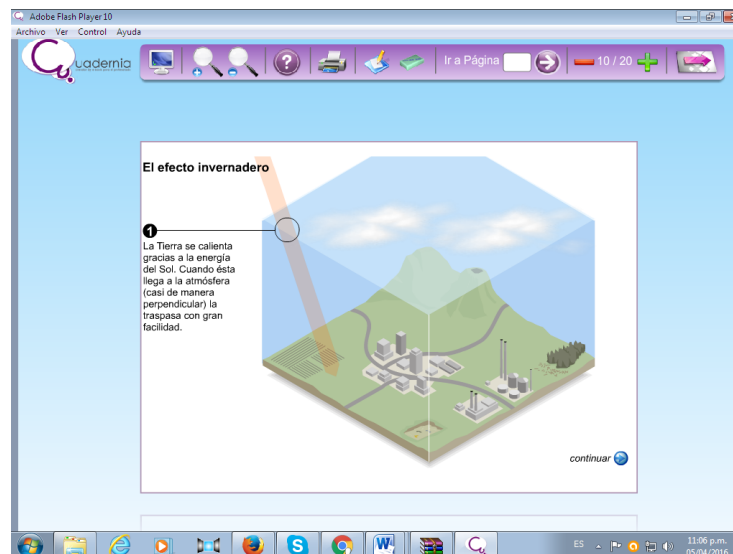 Adobe Flash Player 10
Archivo Ver Control Ayuda
Cuadernia
Ir a Página
10 / 20
El efecto invernadero
1
La Tierra se calienta
gracias a la energía
del Sol. Cuando ésta
llega a la atmósfera
(casi de manera
perpendicular) la
traspasa con gran
facilidad.
continuar
ES
11:06 p.m.
05/04/2016